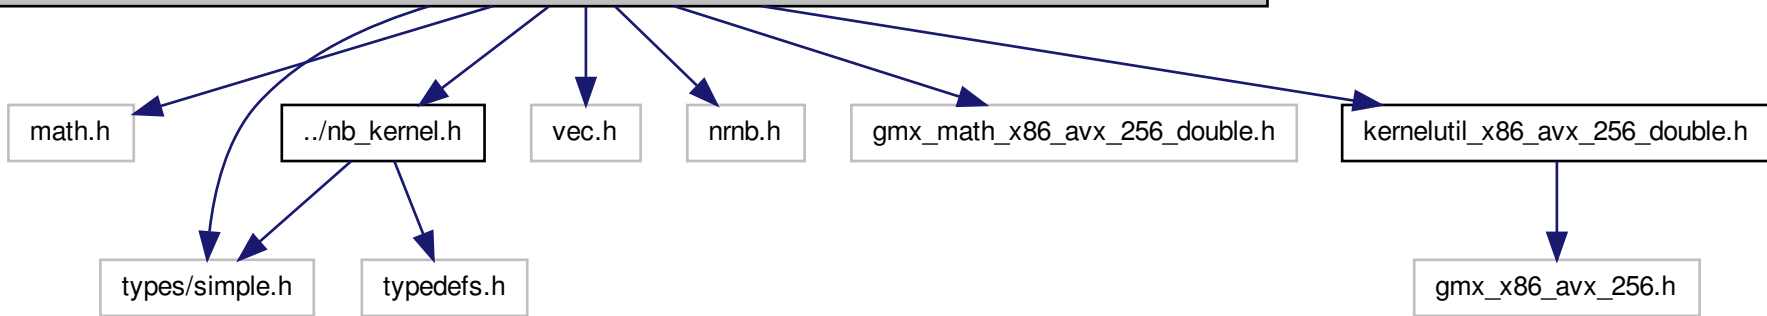 math.h
../nb_kernel.h
vec.h
nrnb.h
gmx_math_x86_avx_256_double.h
kernelutil_x86_avx_256_double.h
types/simple.h
typedefs.h
gmx_x86_avx_256.h